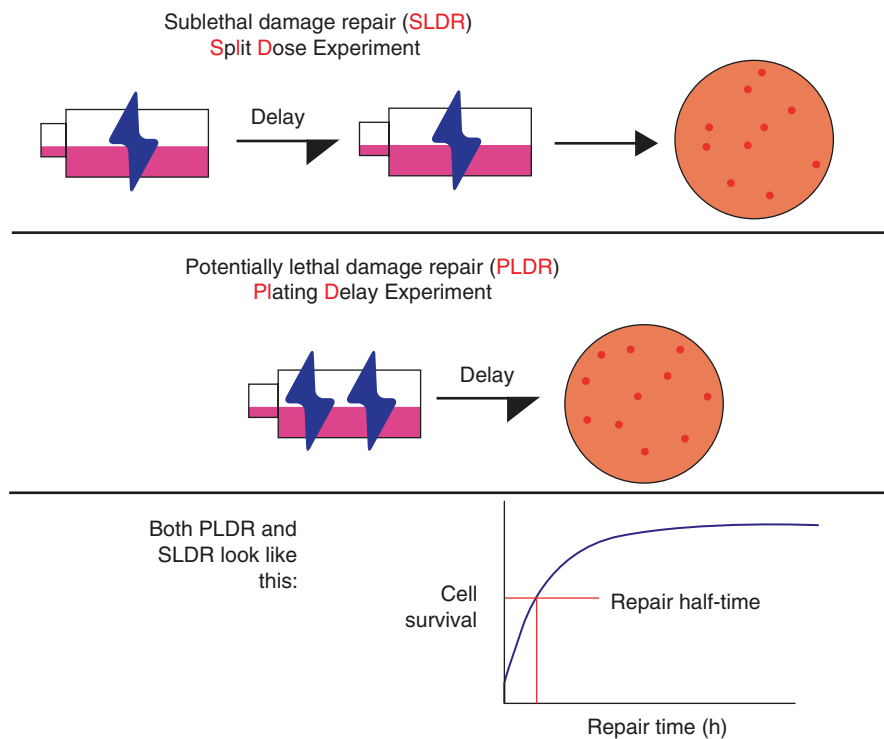 Sublethal damage repair (SLDR)
Split Dose Experiment
Delay
Potentially lethal damage repair (PLDR)
Plating Delay Experiment
Delay
Both PLDR and
SLDR look like
this:
Cell
survival
Repair half-time
Repair time (h)